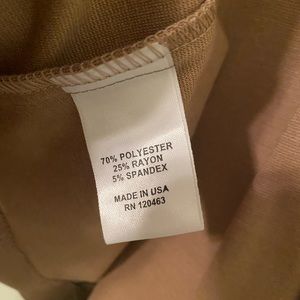 70% POLYESTER
25% RAYON
5% SPANDEX
MADE IN USA
RN 120463